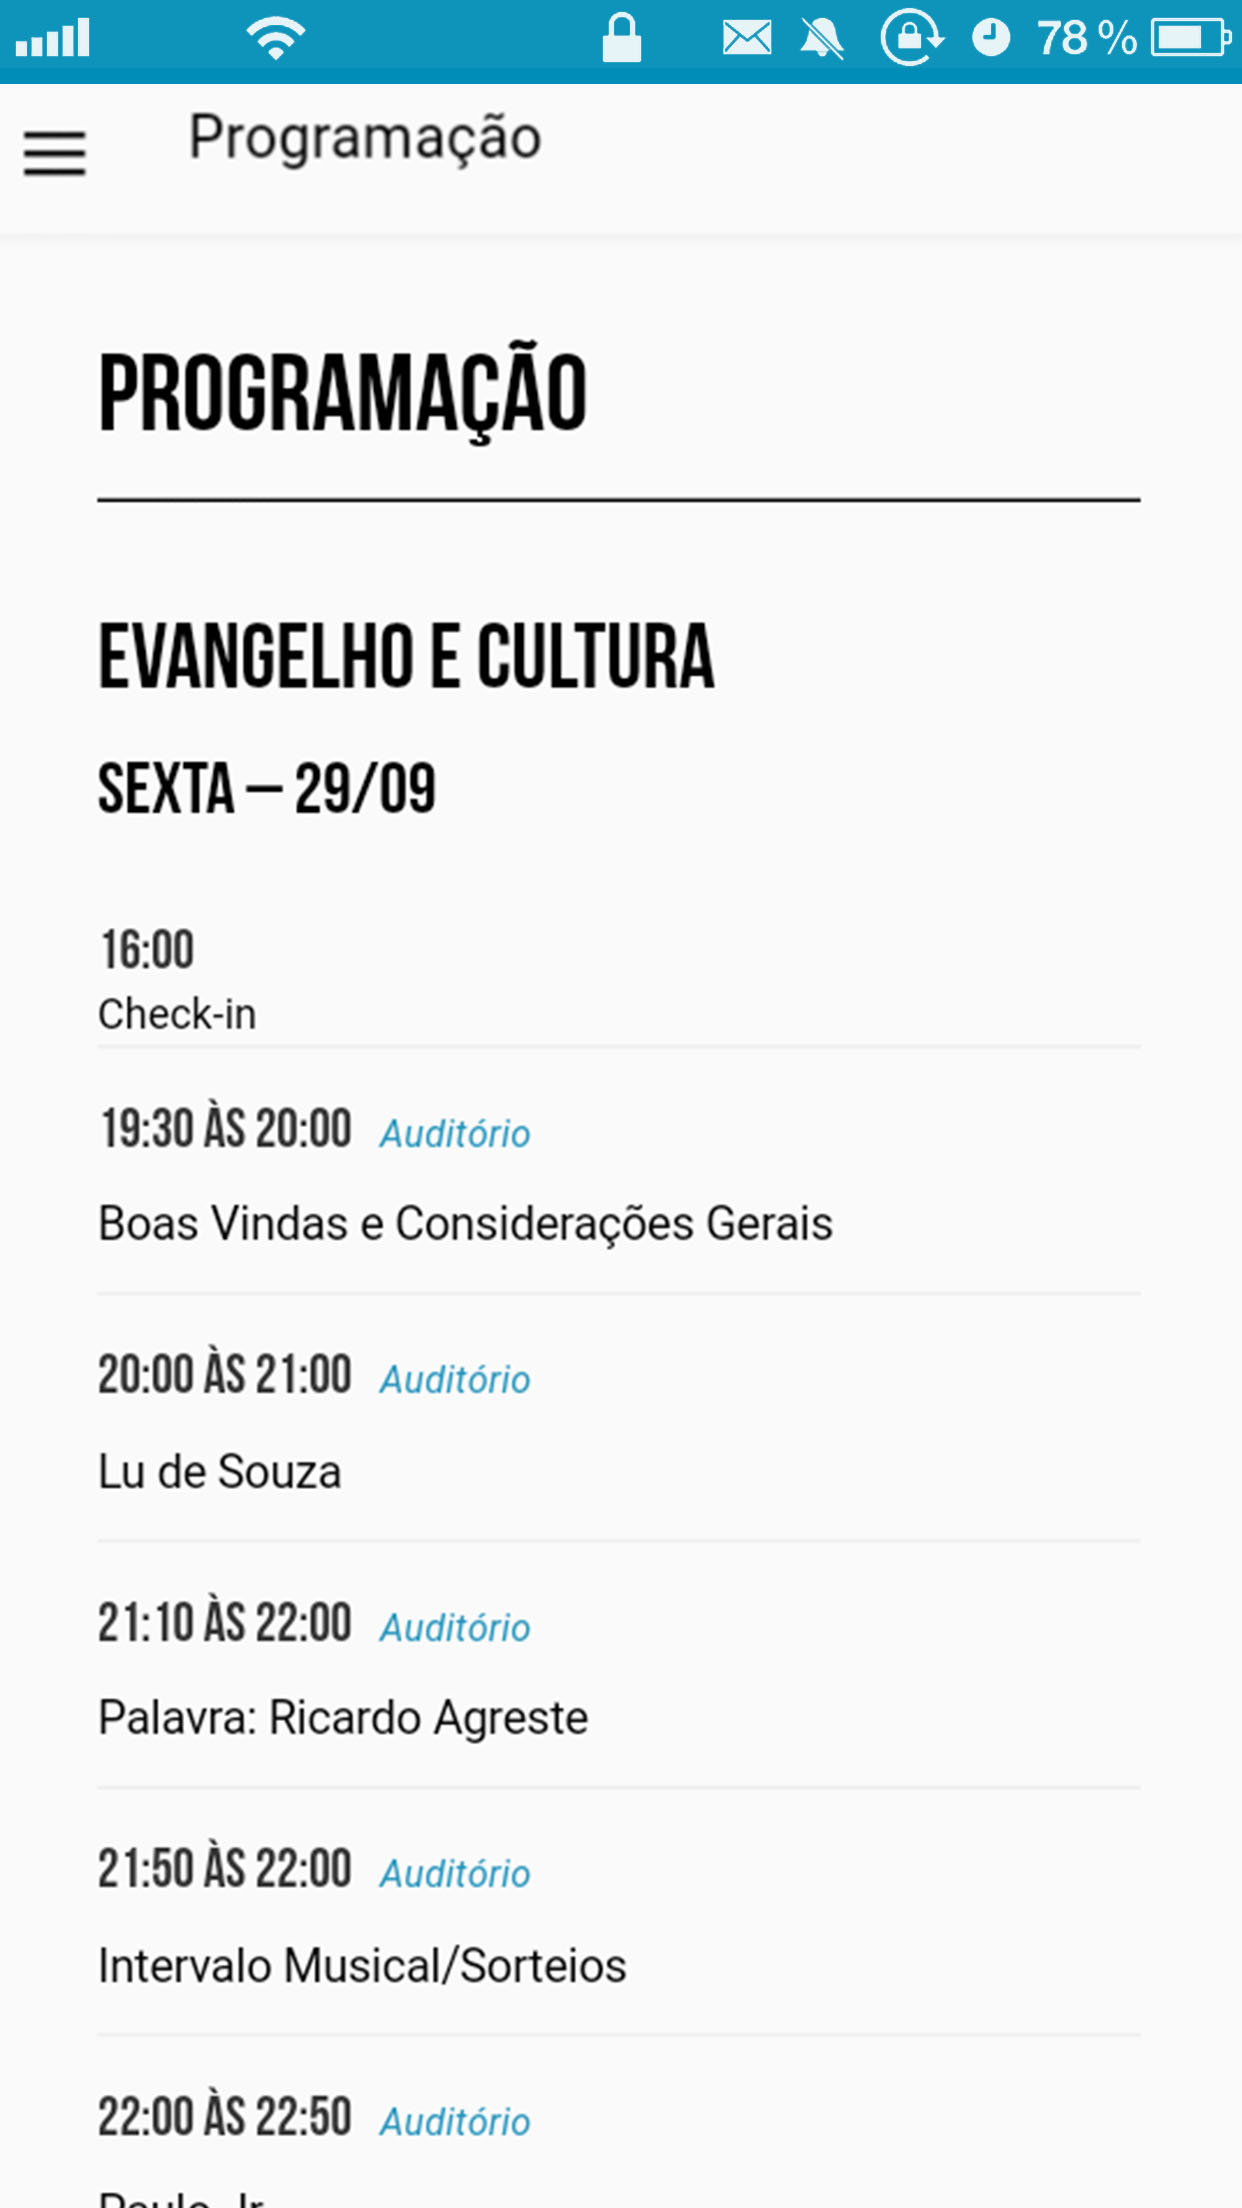 78 %
Programação
PROGRAMAÇÃO
EVANGELHO E CULTURA
SEXTA – 29/09
16:00
Check-in
19:30 ÀS 20:00 Auditório
Boas Vindas e Considerações Gerais
20:00 ÀS 21:00 Auditório
Lu de Souza
21:10 ÀS 22:00 Auditório
Palavra: Ricardo Agreste
21:50 ÀS 22:00 Auditório
Intervalo Musical/Sorteios
22:00 ÀS 22:50 Auditório